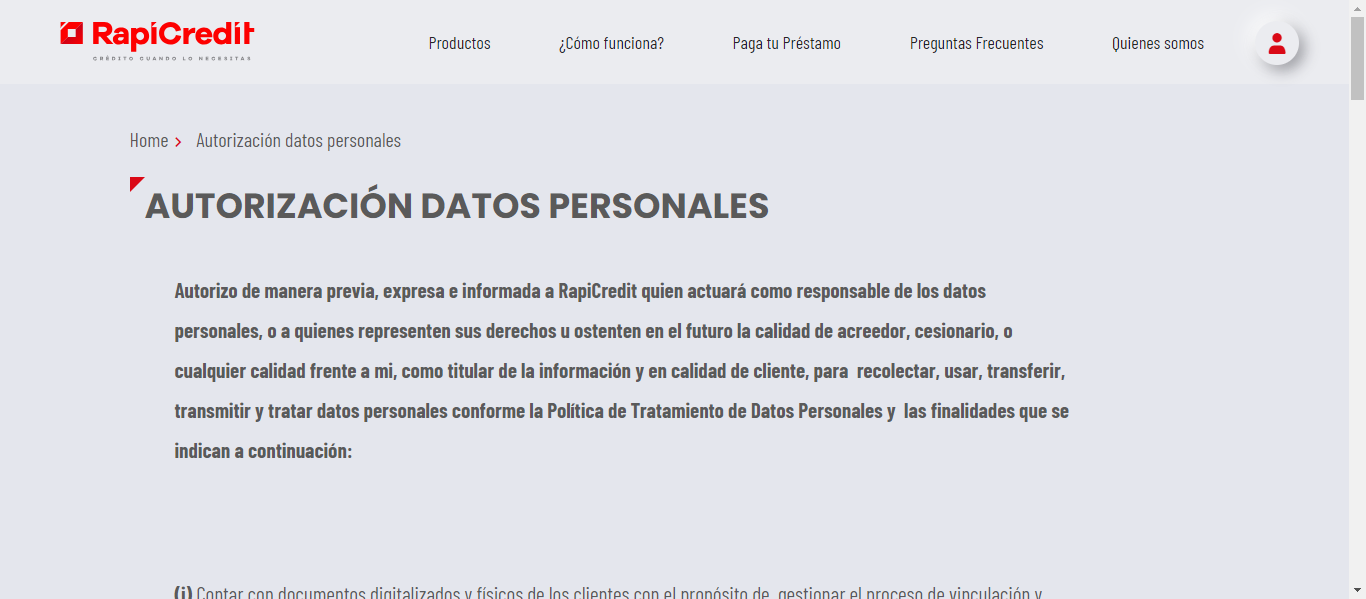 RapiCredit
CRÉDITO CUANDO LO NECESITAS
Productos
¿Cómo funciona?
Paga tu Préstamo
Preguntas Frecuentes
Quienes somos
Home
Autorización datos personales
AUTORIZACIÓN DATOS PERSONALES
Autorizo de manera previa, expresa e informada a RapiCredit quien actuará como responsable de los datos
personales, o a quienes representen sus derechos u ostenten en el futuro la calidad de acreedor, cesionario, o
cualquier calidad frente a mi, como titular de la información y en calidad de cliente, para recolectar, usar, transferir,
transmitir y tratar datos personales conforme la Política de Tratamiento de Datos Personales y las finalidades que se
indican a continuación:
(i) Contar con documentos digitalizados y físicos de los clientes con el propósito de gestionar el proceso de vinculación y